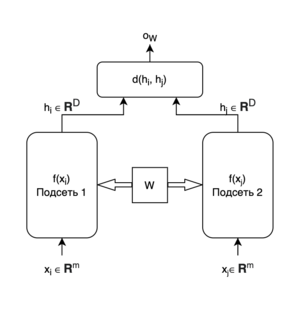 o_W
d(h_i, h_j)
h_i ∈ R^D
h_j ∈ R^D
f(x_i)
Подсеть 1
W
f(x_j)
Подсеть 2
x_i ∈ R^m
x_j ∈ R^m